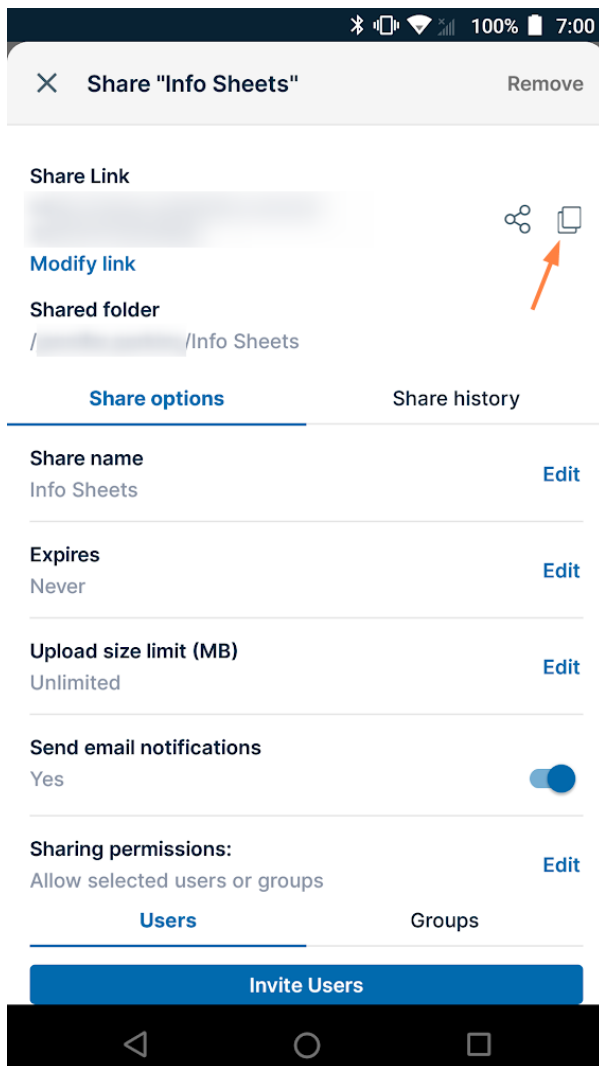 100% 7:00
Share "Info Sheets" Remove
Share Link
Modify link
Shared folder
/ /Info Sheets
Share options Share history
Share name
Edit
Info Sheets
Expires
Edit
Never
Upload size limit (MB)
Edit
Unlimited
Send email notifications
Yes
Sharing permissions:
Edit
Allow selected users or groups
Users Groups
Invite Users